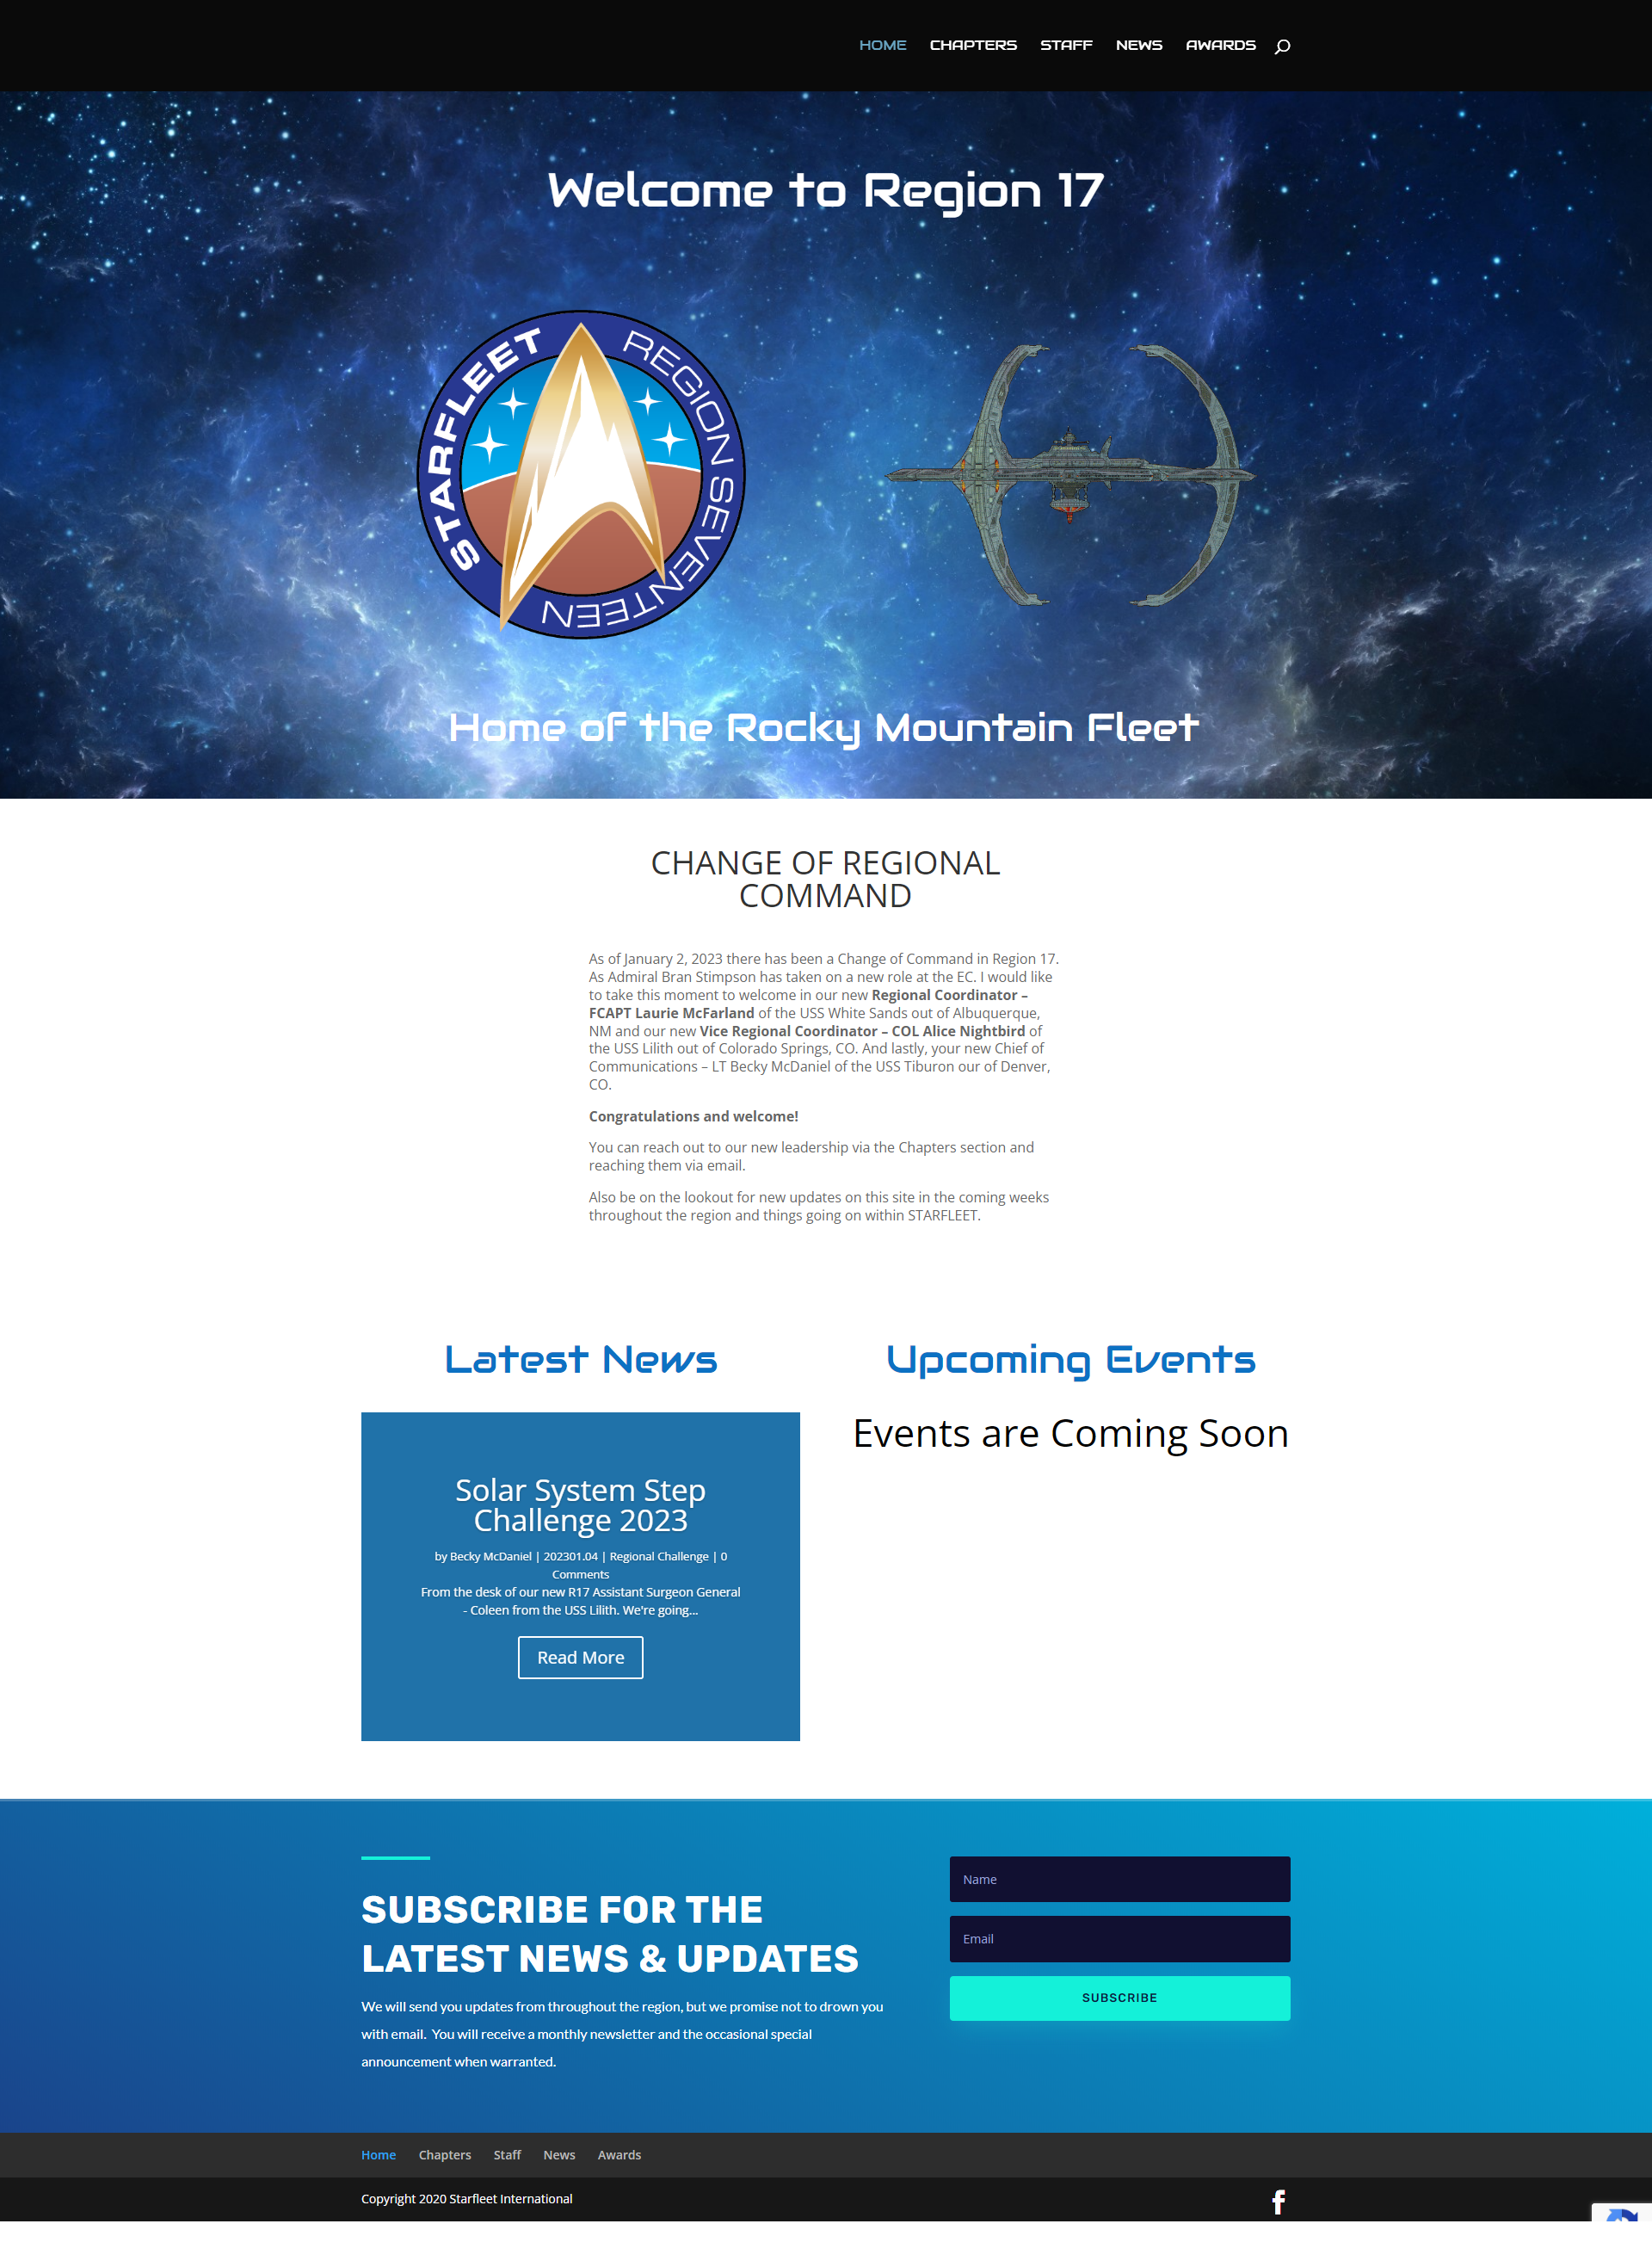 HOME CHAPTERS STAFF NEWS AWARDS
Welcome to Region 17
STARFLEET REGION SEVENTEEN
Home of the Rocky Mountain Fleet
CHANGE OF REGIONAL
COMMAND
As of January 2, 2023 there has been a Change of Command in Region 17.
As Admiral Bran Stimpson has taken on a new role at the EC. I would like
to take this moment to welcome in our new Regional Coordinator –
FCAPT Laurie McFarland of the USS White Sands out of Albuquerque,
NM and our new Vice Regional Coordinator – COL Alice Nightbird of
the USS Lilith out of Colorado Springs, CO. And lastly, your new Chief of
Communications – LT Becky McDaniel of the USS Tiburon our of Denver,
CO.
Congratulations and welcome!
You can reach out to our new leadership via the Chapters section and
reaching them via email.
Also be on the lookout for new updates on this site in the coming weeks
throughout the region and things going on within STARFLEET.
Latest News
Solar System Step
Challenge 2023
by Becky McDaniel | 202301.04 | Regional Challenge | 0
Comments
From the desk of our new R17 Assistant Surgeon General
- Coleen from the USS Lilith. We're going...
Read More
Upcoming Events
Events are Coming Soon
SUBSCRIBE FOR THE
LATEST NEWS & UPDATES
We will send you updates from throughout the region, but we promise not to drown you
with email.  You will receive a monthly newsletter and the occasional special
announcement when warranted.
Name
Email
SUBSCRIBE
Home Chapters Staff News Awards
Copyright 2020 Starfleet International